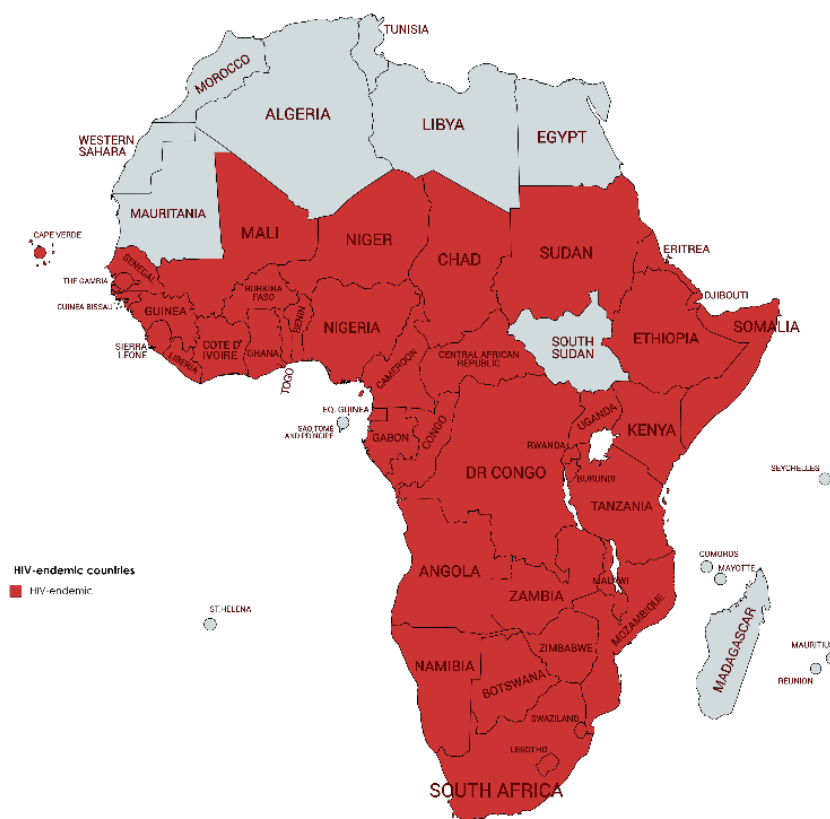 TUNISIA
MOROCCO
ALGERIA
LIBYA
EGYPT
WESTERN
SAHARA
MAURITANIA
MALI
NIGER
CHAD
SUDAN
ERITREA
CAPE VERDE
SENEGAL
THE GAMBIA
GUINEA BISSAU
GUINEA
SIERRA
LEONE
LIBERIA
COTE D'
IVOIRE
BURKINA
FASO
GHANA
TOGO
BENIN
NIGERIA
CAMEROON
CENTRAL AFRICAN
REPUBLIC
SOUTH
SUDAN
DJIBOUTI
ETHIOPIA
SOMALIA
EQ. GUINEA
SAO TOMÉ
AND PRINCIPE
GABON
CONGO
DR CONGO
UGANDA
KENYA
RWANDA
BURUNDI
TANZANIA
SEYCHELLES
COMOROS
MAYOTTE
HIV-endemic countries
HIV-endemic
ST.HELENA
ANGOLA
ZAMBIA
MALAWI
MOZAMBIQUE
MADAGASCAR
MAURITIUS
REUNION
NAMIBIA
ZIMBABWE
BOTSWANA
SWAZILAND
LESOTHO
SOUTH AFRICA